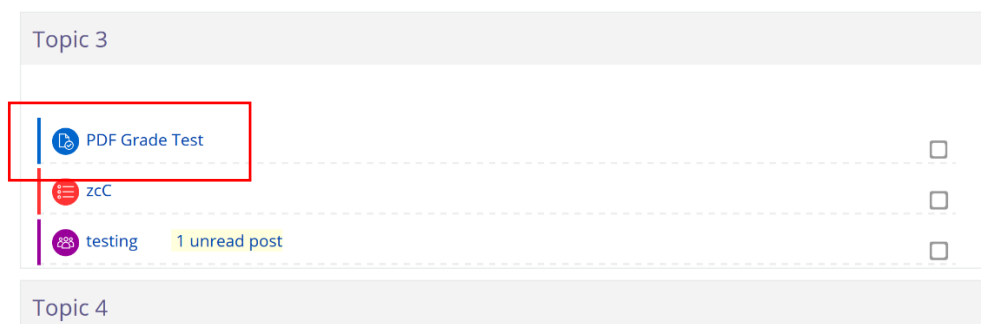 Topic 3
PDF Grade Test
zcC
testing 1 unread post
Topic 4